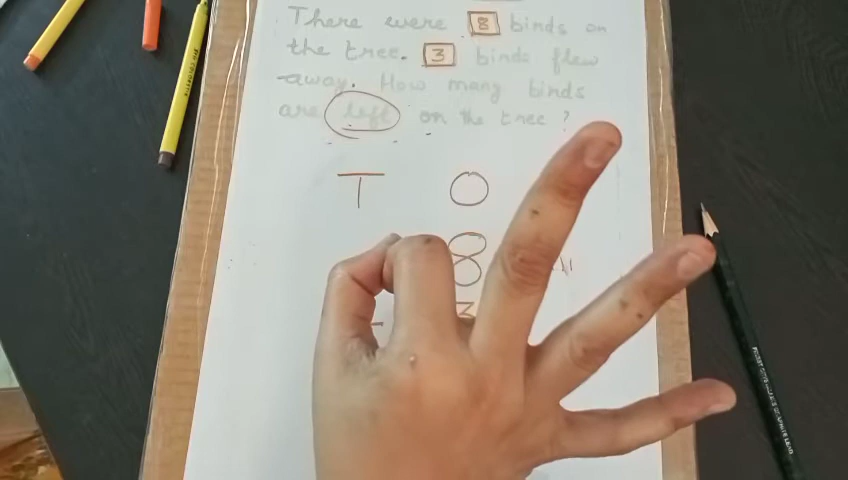 There were 8 birds on
the tree. 3 birds flew
away. How many birds
are left on the tree ?
T O
8
3